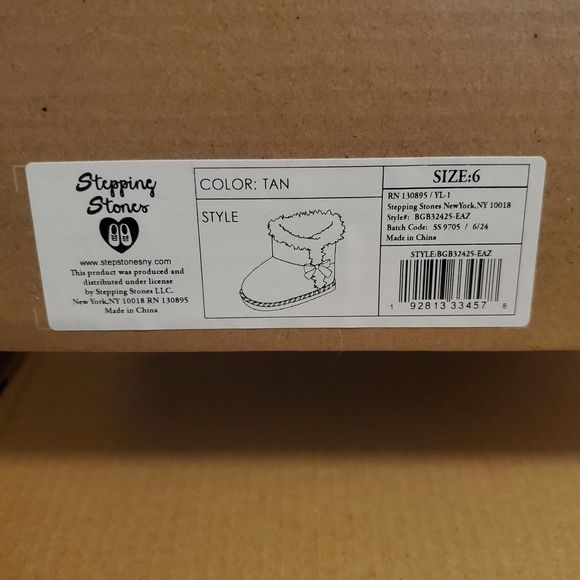 Stepping
Stones
www.stepstonesny.com
This product was produced and
distributed under license
by Stepping Stones LLC.
New York,NY 10018 RN 130895
Made in China
COLOR: TAN
STYLE
SIZE:6
RN 130895 / YL-1
Stepping Stones NewYork,NY 10018
Style#: BGB32425-EAZ
Batch Code: SS 9705 / 6/24
Made in China
STYLE:BGB32425-EAZ
1 92813 33457 8